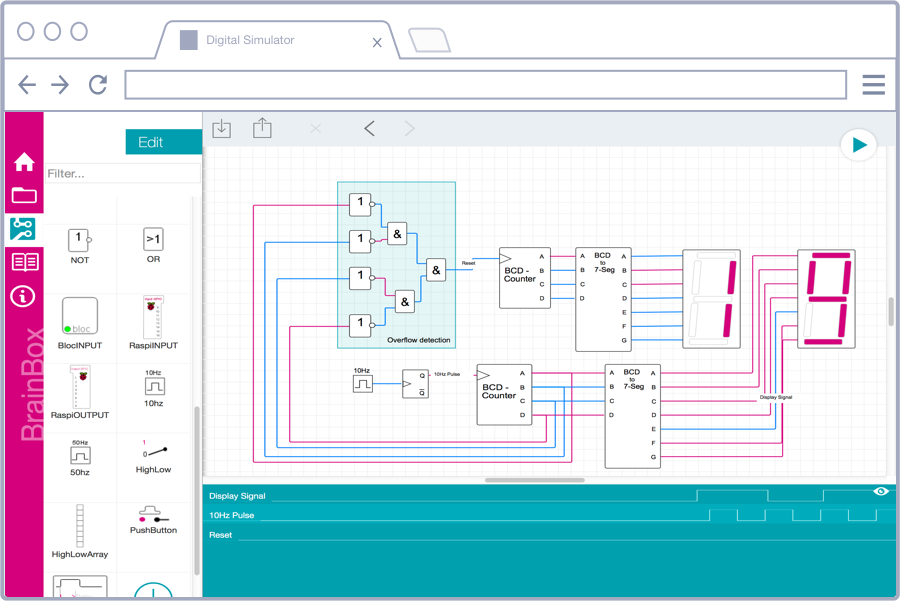 Digital Simulator
Edit
Filter...
1
NOT
>1
OR
bloc
BlocINPUT
RaspiINPUT
RaspiOUTPUT
10Hz
10hz
50Hz
50hz
1
0
HighLow
HighLowArray
PushButton
BrainBox
1
1
1
1
&
&
&
Overflow detection
Reset
BCD -
Counter
A
B
C
D
BCD
to
7-Seg
A
B
C
D
A
B
C
D
E
F
G
10Hz
Q
Q
10Hz Pulse
BCD -
Counter
A
B
C
D
BCD
to
7-Seg
A
B
C
D
A
B
C
D
E
F
G
Display Signal
Display Signal
10Hz Pulse
Reset